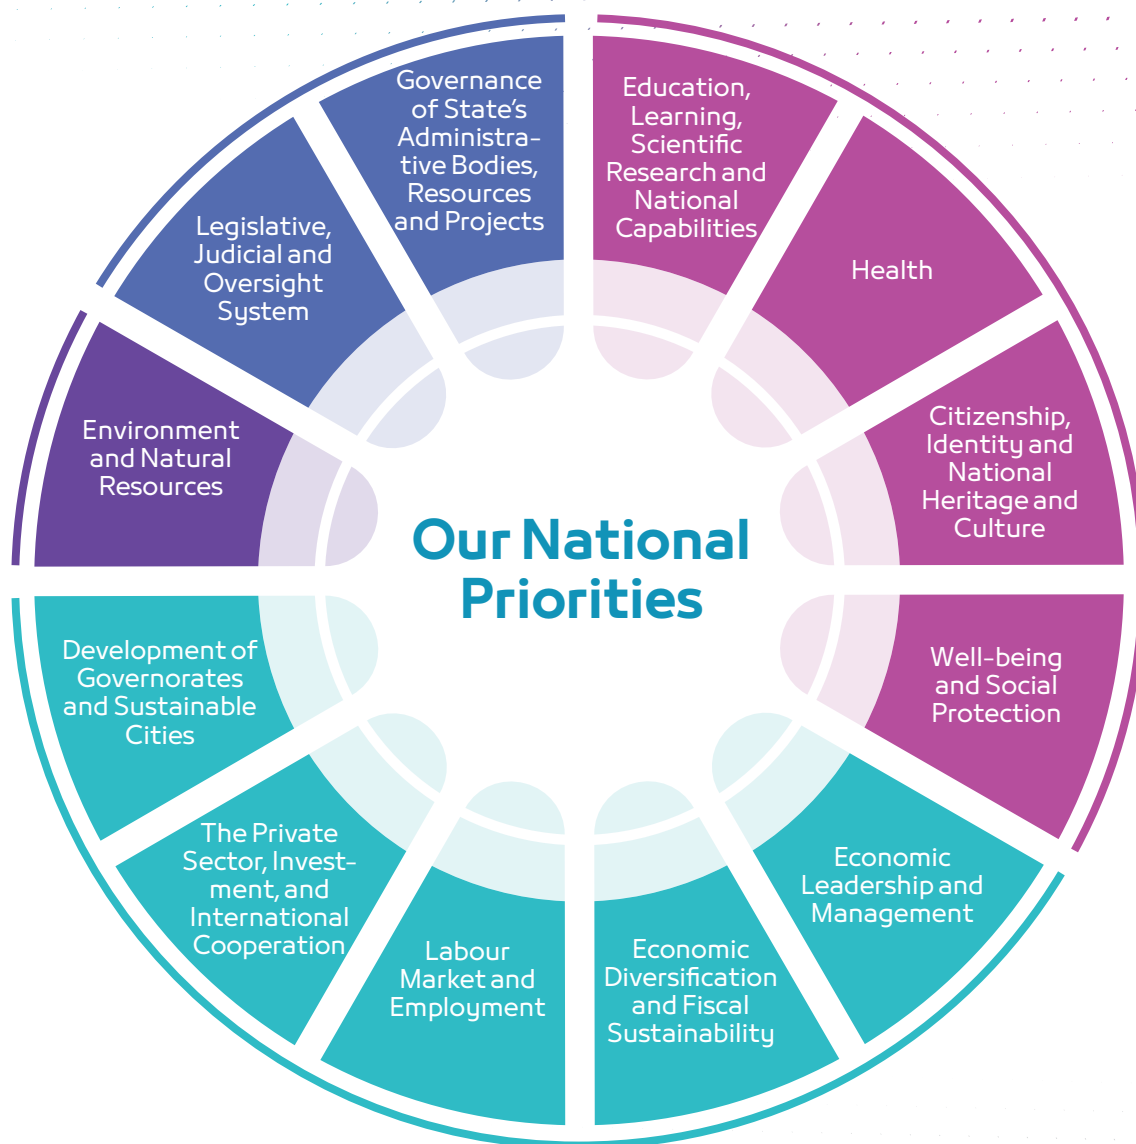 Our National
Priorities
Education,
Learning,
Scientific
Research and
National
Capabilities
Health
Citizenship,
Identity and
National
Heritage and
Culture
Well-being
and Social
Protection
Economic
Leadership and
Management
Economic
Diversification
and Fiscal
Sustainability
Labour
Market and
Employment
The Private
Sector, Invest-
ment, and
International
Cooperation
Development of
Governorates
and Sustainable
Cities
Environment
and Natural
Resources
Legislative,
Judicial and
Oversight
System
Governance
of State’s
Administra-
tive Bodies,
Resources
and Projects